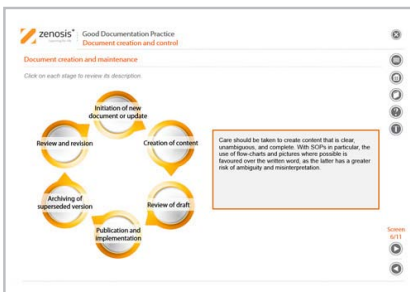 zenosis
Good Documentation Practice
Document creation and control
Document creation and maintenance
Click on each stage to review its description.
Initiation of new
document or update
Creation of content
Review of draft
Publication and
implementation
Archiving of
superseded version
Review and revision
Care should be taken to create content that is clear,
unambiguous, and complete. With SOPs in particular, the
use of flow-charts and pictures where possible is
favoured over the written word, as the latter has a greater
risk of ambiguity and misinterpretation.
Screen
6/11